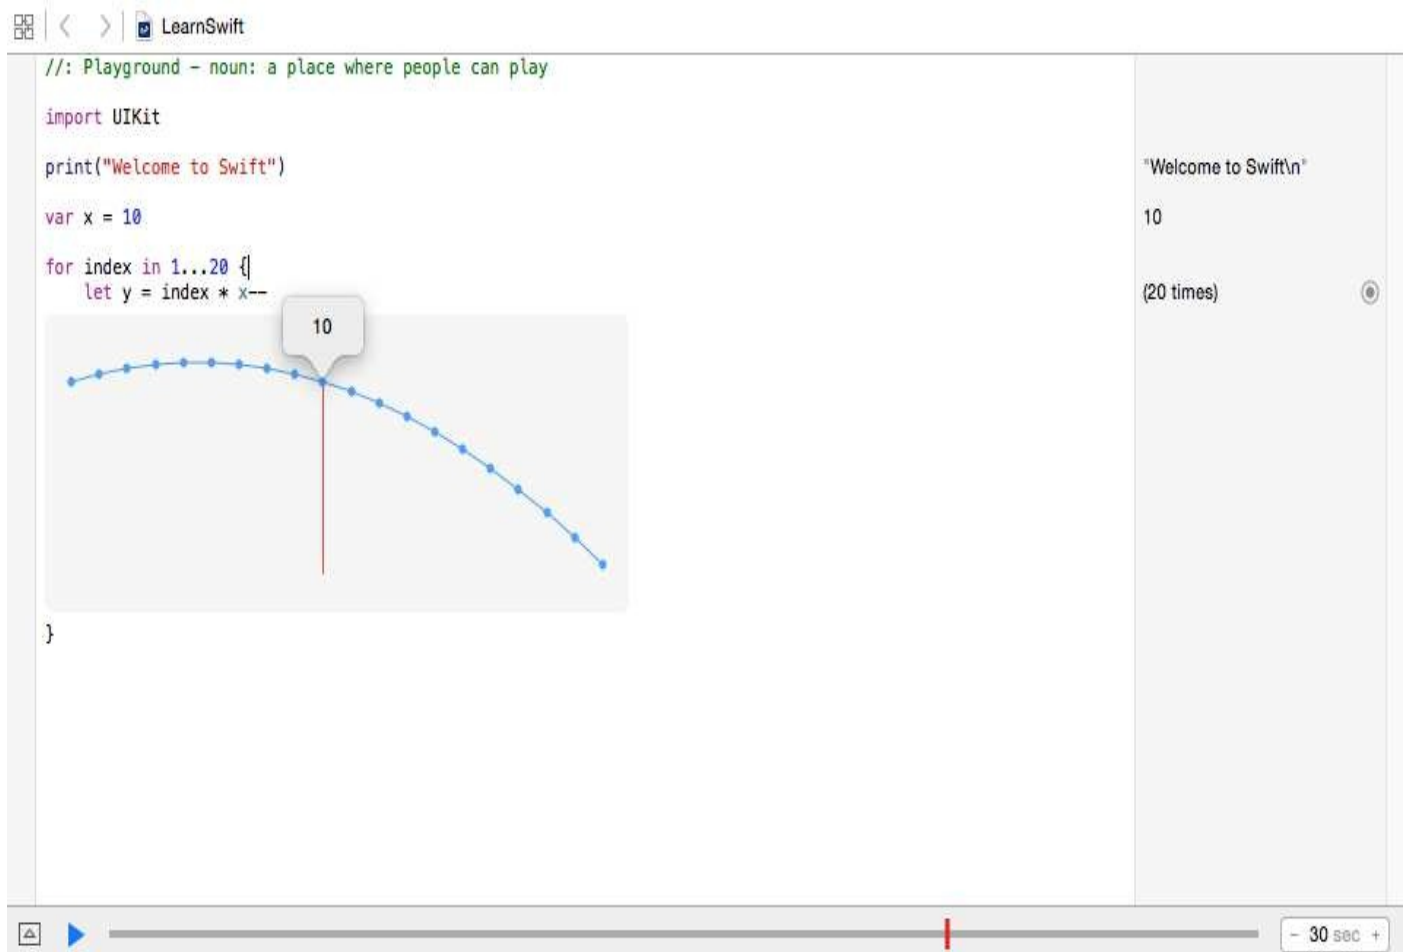 LearnSwift
//: Playground – noun: a place where people can play
import UIKit
print("Welcome to Swift")
"Welcome to Swift\n"
var x = 10
10
for index in 1...20 {
let y = index * x--
(20 times)
10
}
- 30 sec +